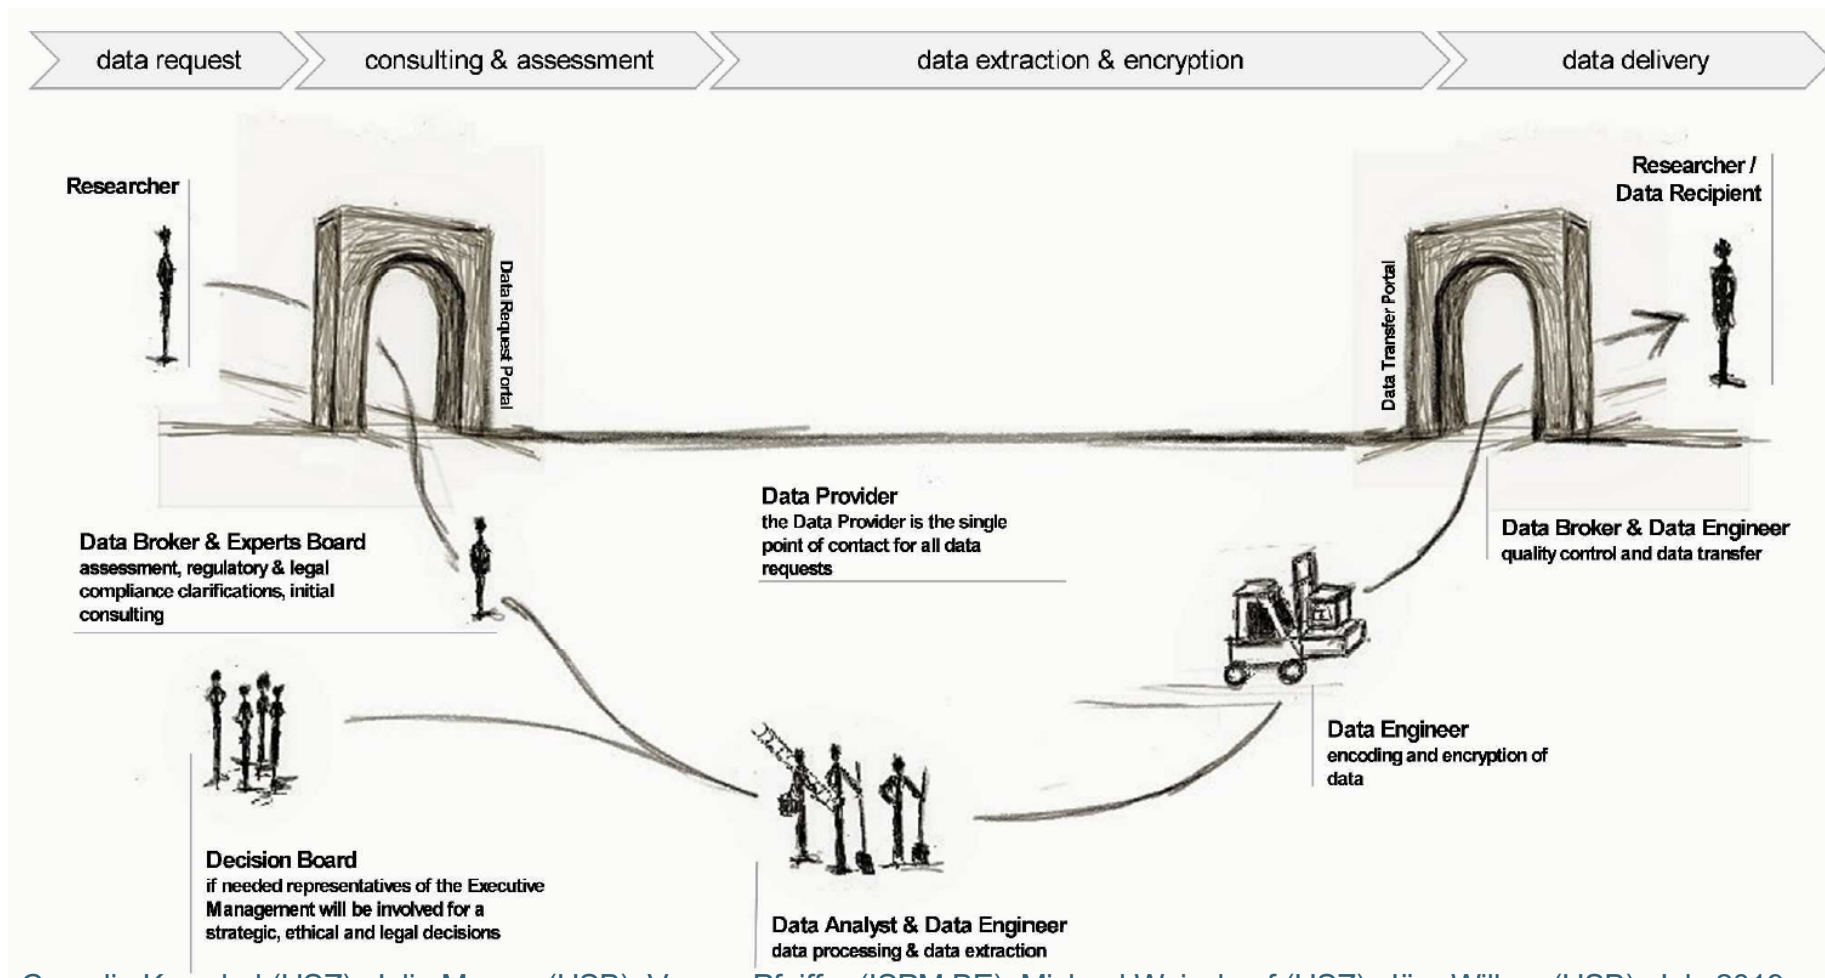 data request
consulting & assessment
data extraction & encryption
data delivery
Researcher
Data Request Portal
Data Transfer Portal
Researcher /
Data Recipient
Data Provider
the Data Provider is the single
point of contact for all data
requests
Data Broker & Experts Board
assessment, regulatory & legal
compliance clarifications, initial
consulting
Data Broker & Data Engineer
quality control and data transfer
Data Engineer
encoding and encryption of
data
Decision Board
if needed representatives of the Executive
Management will be involved for a
strategic, ethical and legal decisions
Data Analyst & Data Engineer
data processing & data extraction